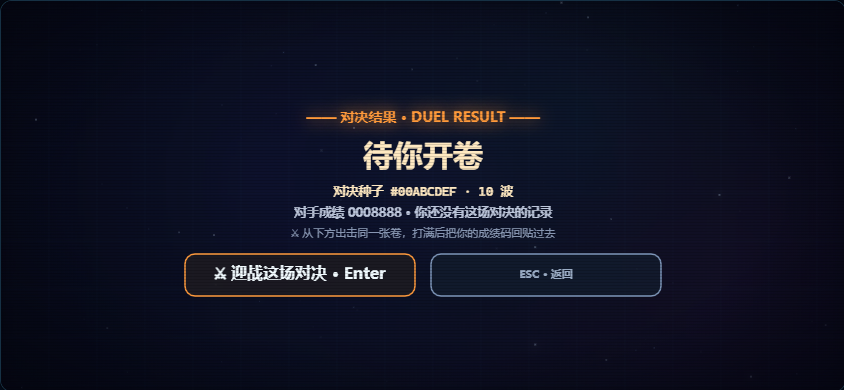 —— 对决结果 • DUEL RESULT ——
待你开卷
对决种子 #00ABCDEF · 10 波
对手成绩 0008888 • 你还没有这场对决的记录
⚔ 从下方出击同一张卷，打满后把你的成绩码回贴过去
⚔ 迎战这场对决 • Enter
ESC • 返回